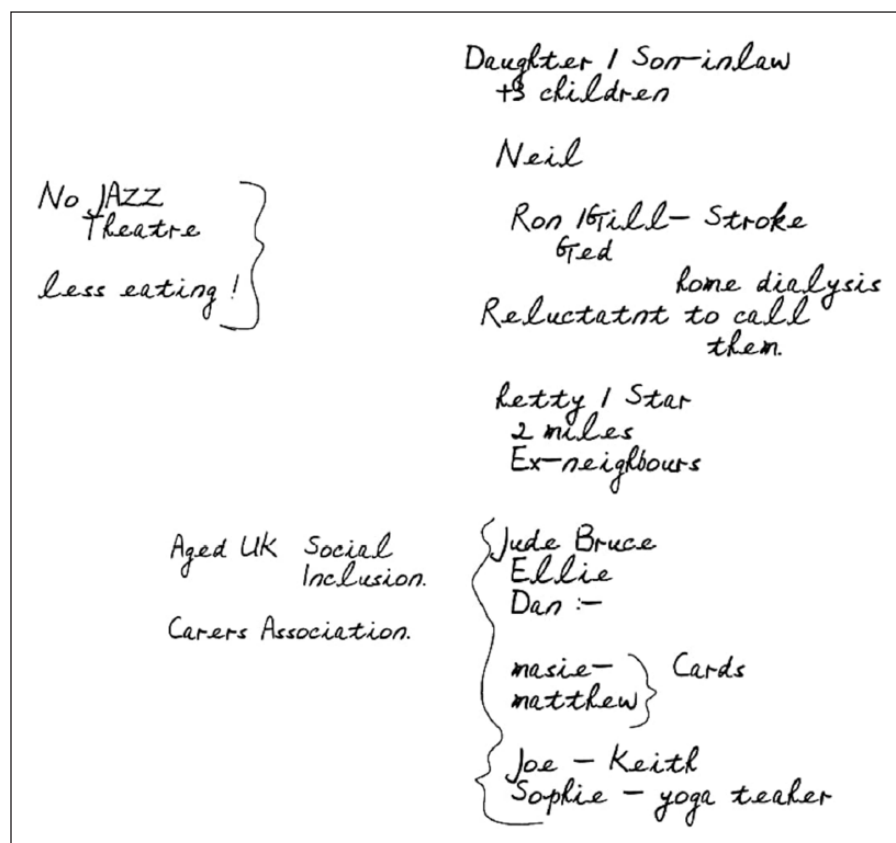 Daughter / Son-inlaw
+3 children
Neil
No JAZZ
Theatre
less eating !
Ron / Gill - Stroke
Ged
home dialysis
Reluctatnt to call
them.
hetty / Star
2 miles
Ex-neighbours
Aged UK Social
Inclusion.
Carers Association.
Jude Bruce
Ellie
Dan :-
masie-
matthew
Cards
Joe - Keith
Sophie - yoga teaher